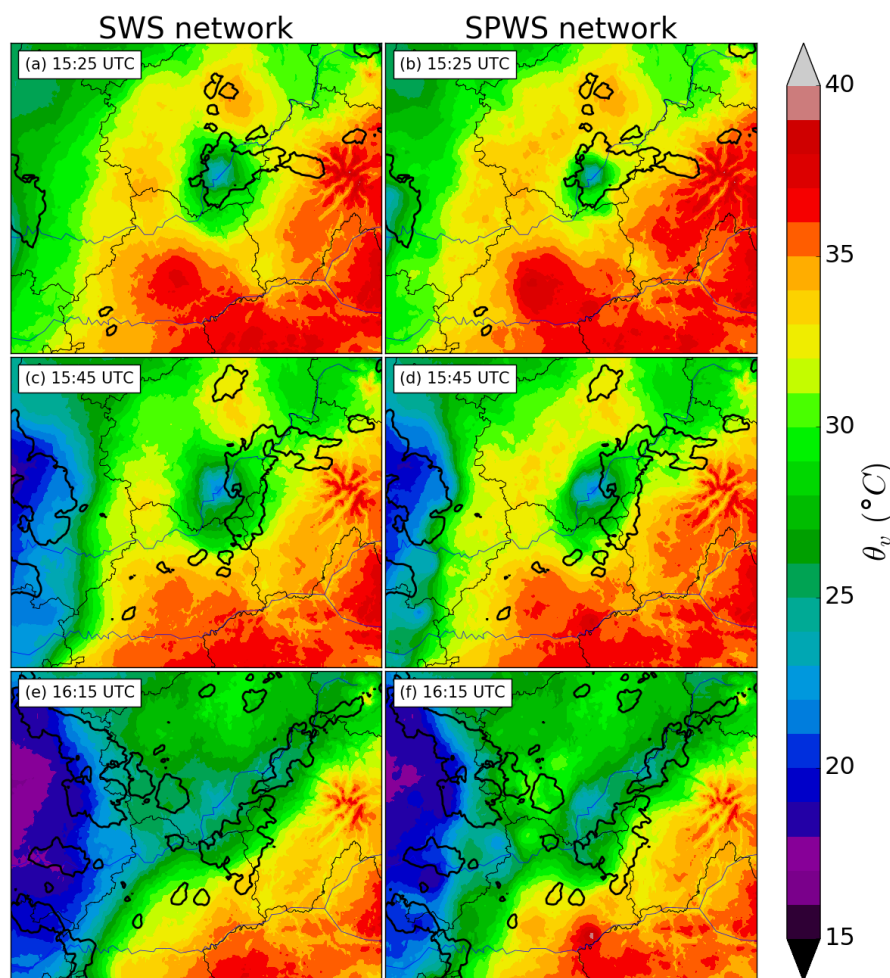 SWS network
SPWS network
(a) 15:25 UTC
(b) 15:25 UTC
(c) 15:45 UTC
(d) 15:45 UTC
(e) 16:15 UTC
(f) 16:15 UTC
40
35
30
25
20
15
θv (°C)